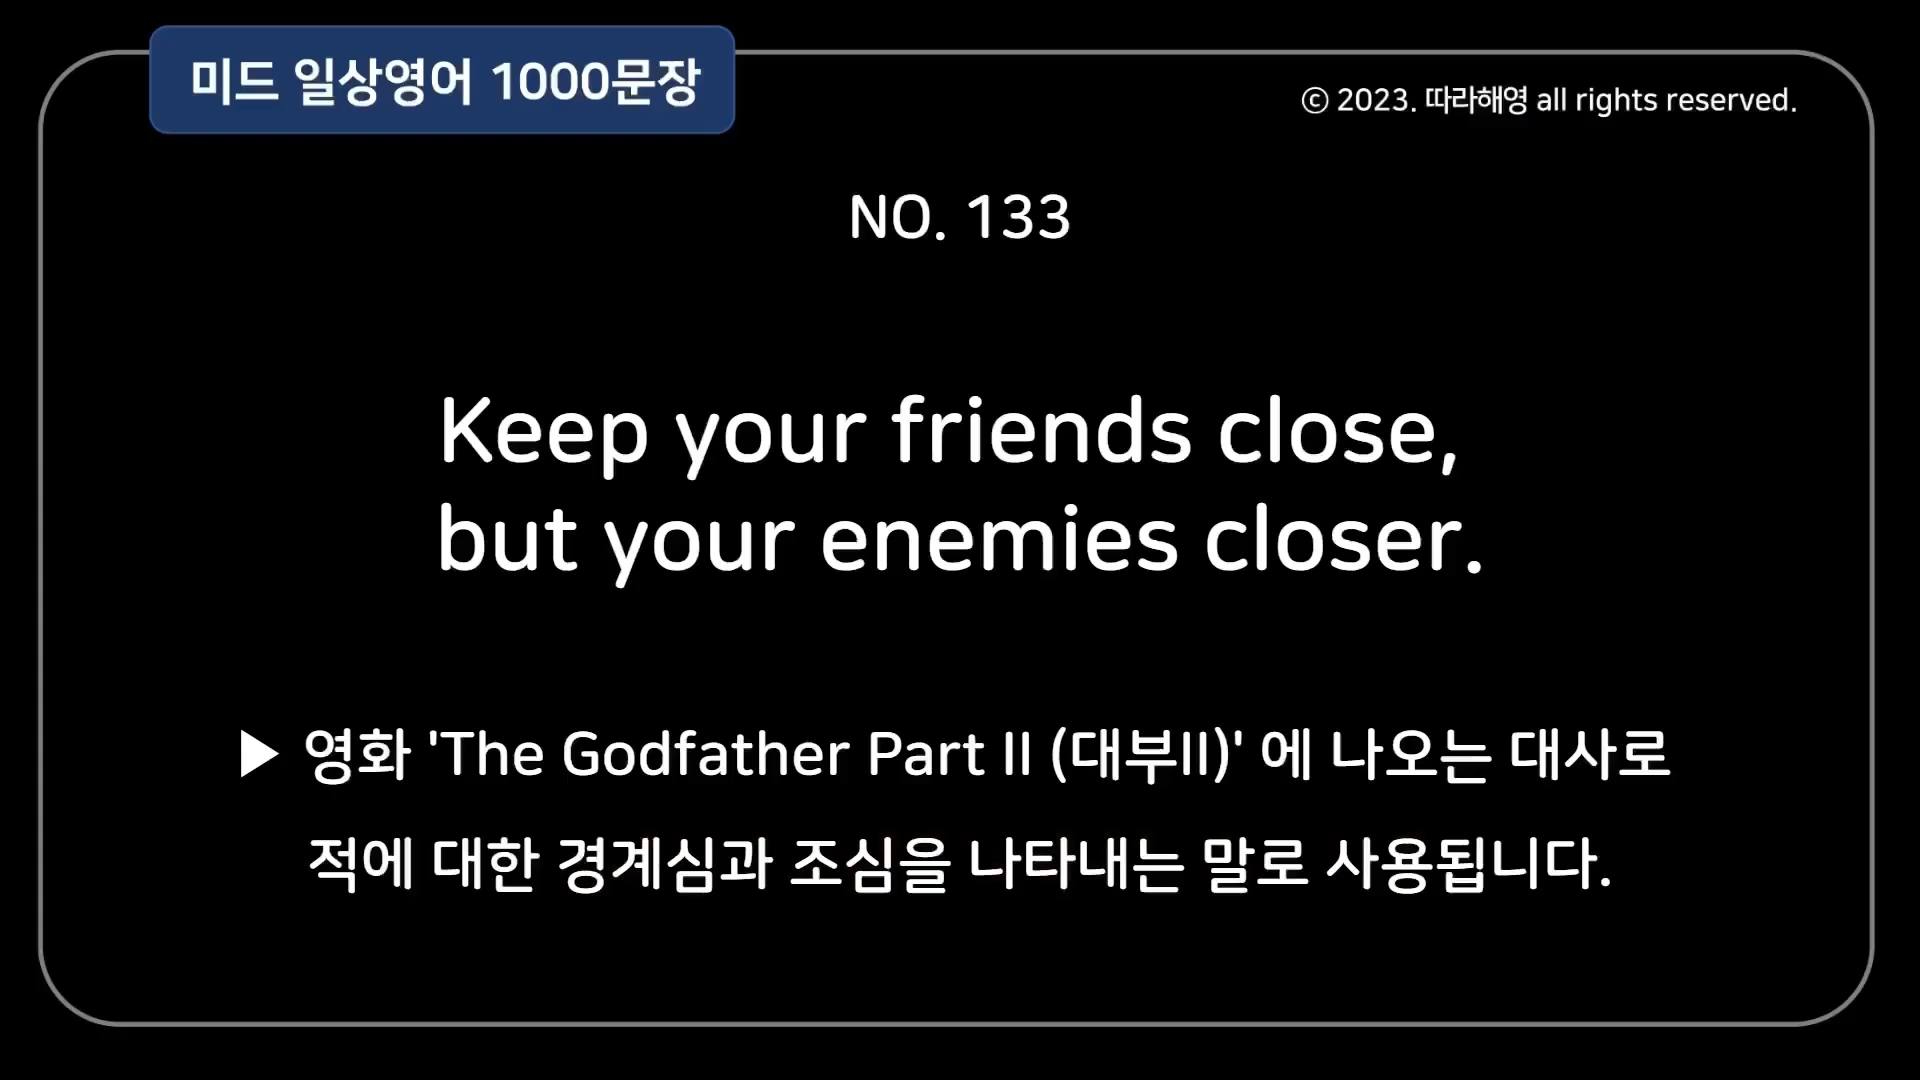 미드 일상영어 1000문장
ⓒ 2023. 따라해영 all rights reserved.
NO. 133
Keep your friends close,
but your enemies closer.
▶ 영화 'The Godfather Part II (대부II)' 에 나오는 대사로
적에 대한 경계심과 조심을 나타내는 말로 사용됩니다.